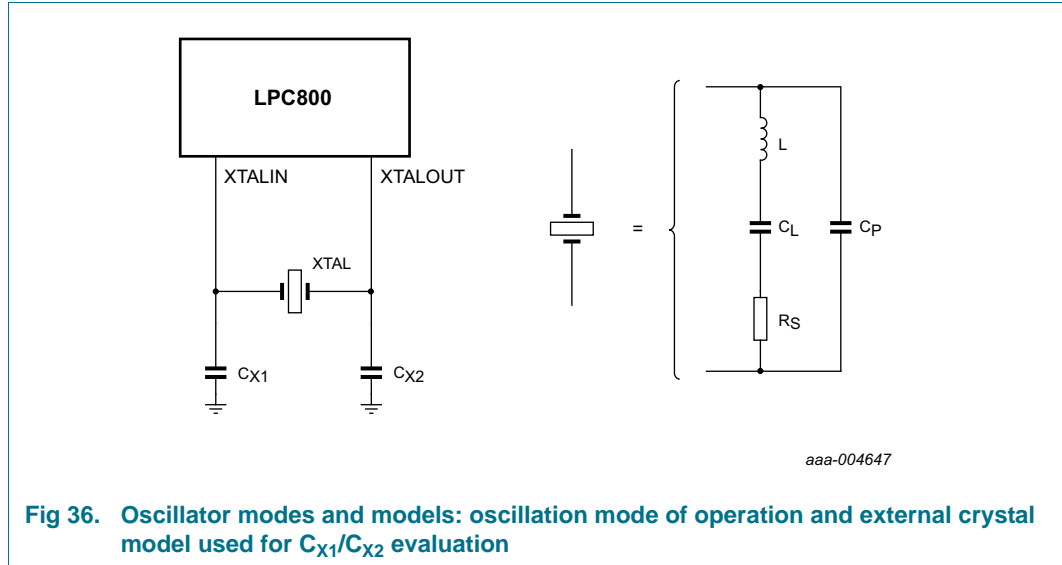 LPC800
XTALIN XTALOUT
XTAL
CX1 CX2
=
L
CL CP
RS
aaa-004647
Fig 36. Oscillator modes and models: oscillation mode of operation and external crystal
model used for CX1/CX2 evaluation